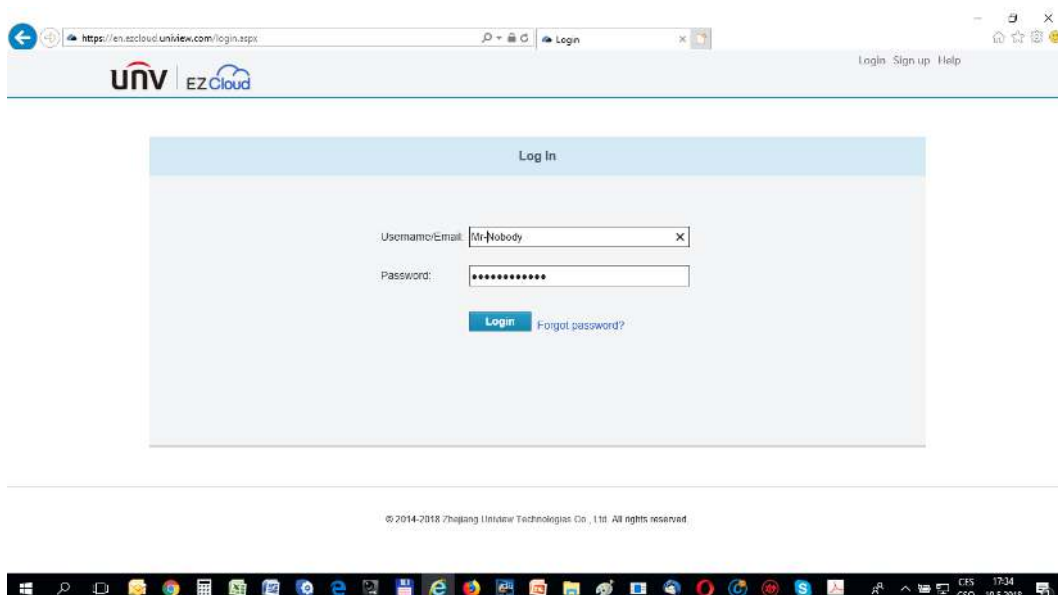 https://en.ezcloud.uniview.com/login.aspx
Login
Login Sign up Help
unv EZCloud
Log In
Username/Email: Mr-Nobody
Password: ••••••••••••
Login Forgot password?
© 2014-2018 Zhejiang Uniview Technologies Co., Ltd. All rights reserved.
CES 17:34